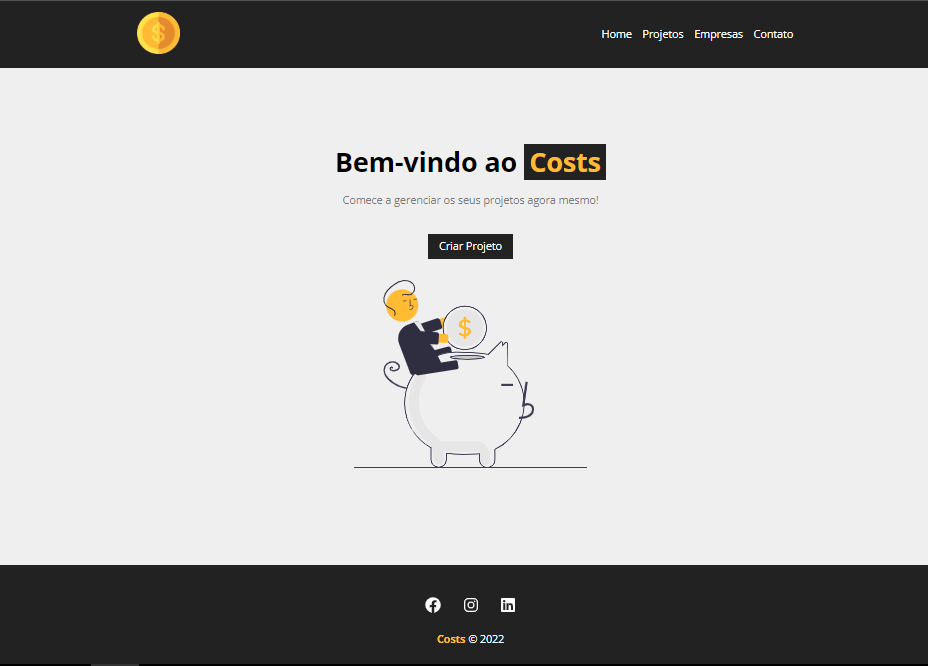 $
Home Projetos Empresas Contato
Bem-vindo ao Costs
Comece a gerenciar os seus projetos agora mesmo!
Criar Projeto
$
Costs © 2022